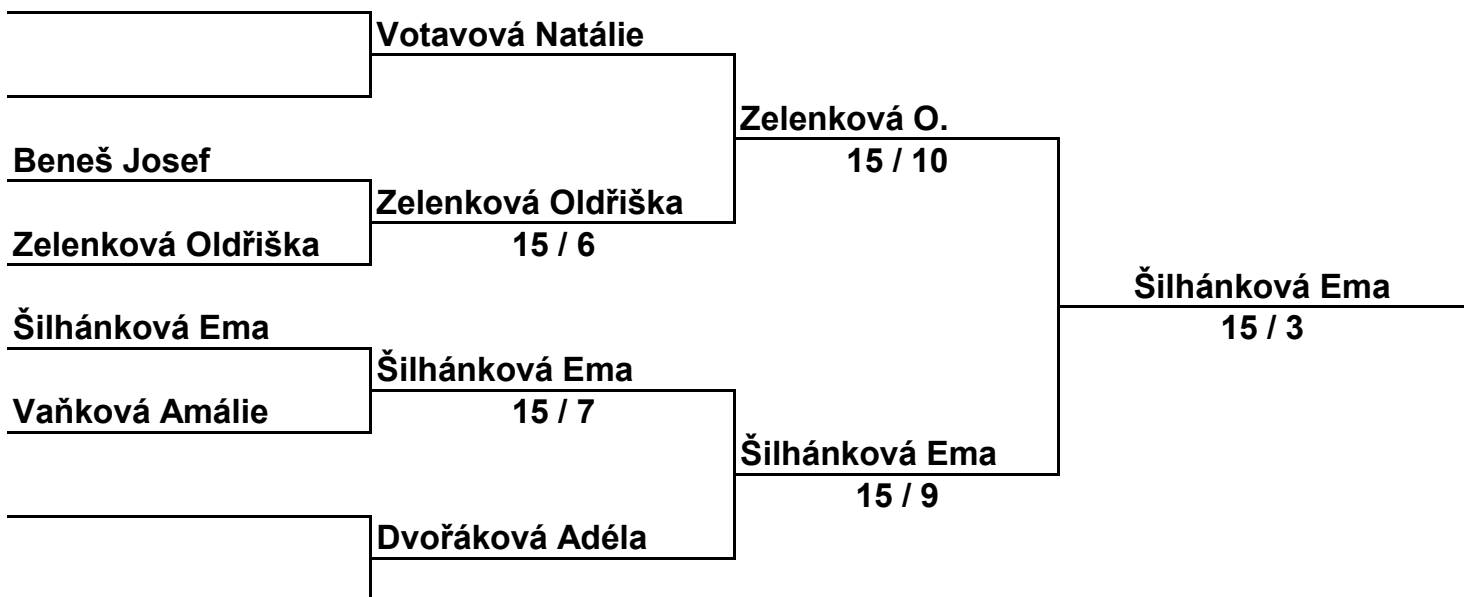 Votavová Natálie
Zelenková O.
Beneš Josef
15 / 10
Zelenková Oldřiška
Zelenková Oldřiška
15 / 6
Šilhánková Ema
Šilhánková Ema
15 / 3
Šilhánková Ema
Vaňková Amálie
15 / 7
Šilhánková Ema
15 / 9
Dvořáková Adéla